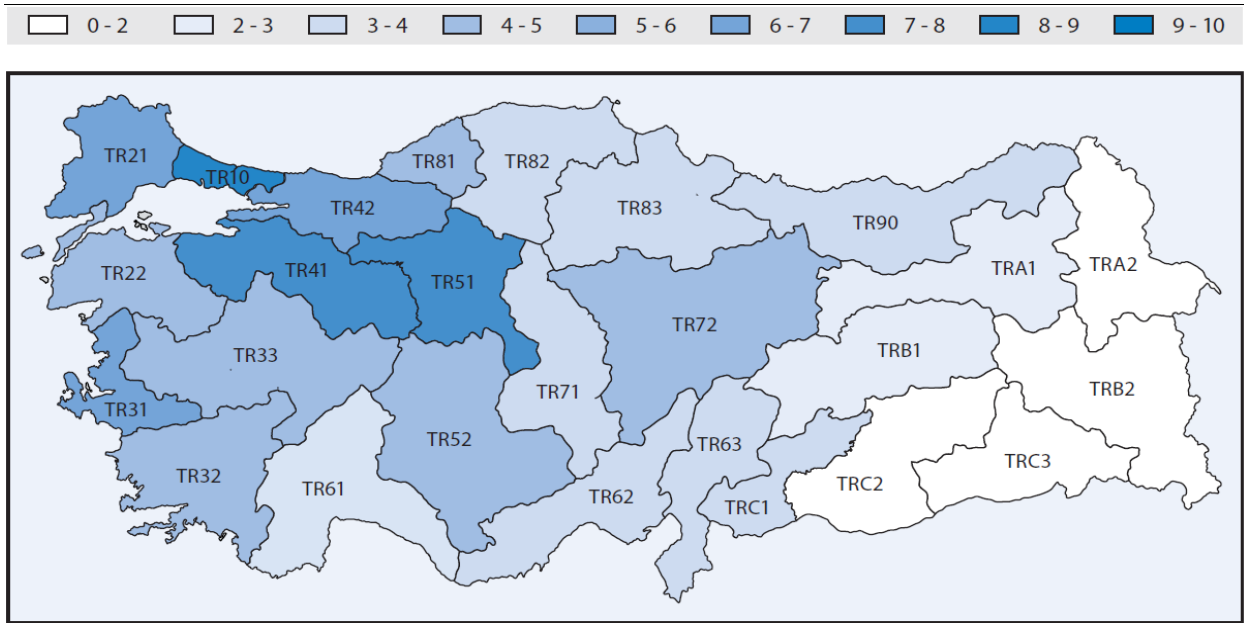 0 - 2 2 - 3 3 - 4 4 - 5 5 - 6 6 - 7 7 - 8 8 - 9 9 - 10
TR21
TR10
TR81
TR82
TR42
TR83
TR90
TR22
TR41
TR51
TRA1
TRA2
TR33
TR72
TRB1
TR31
TR71
TRB2
TR52
TR63
TR32
TR61
TR62
TRC1
TRC2
TRC3